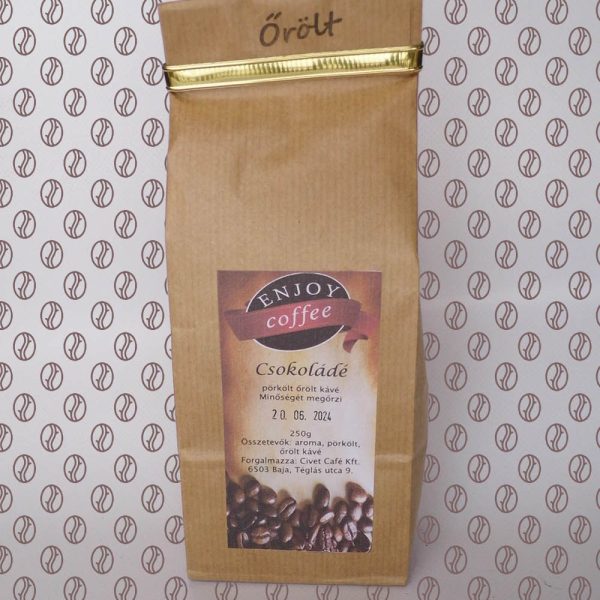 Őrölt
ENJOY
coffee
Csokoládé
pörkölt őrölt kávé
Minőségét megőrzi
20. 06. 2024
250g
Összetevők: aroma, pörkölt,
őrölt kávé
Forgalmazza: Civet Café Kft.
6503 Baja, Téglás utca 9.